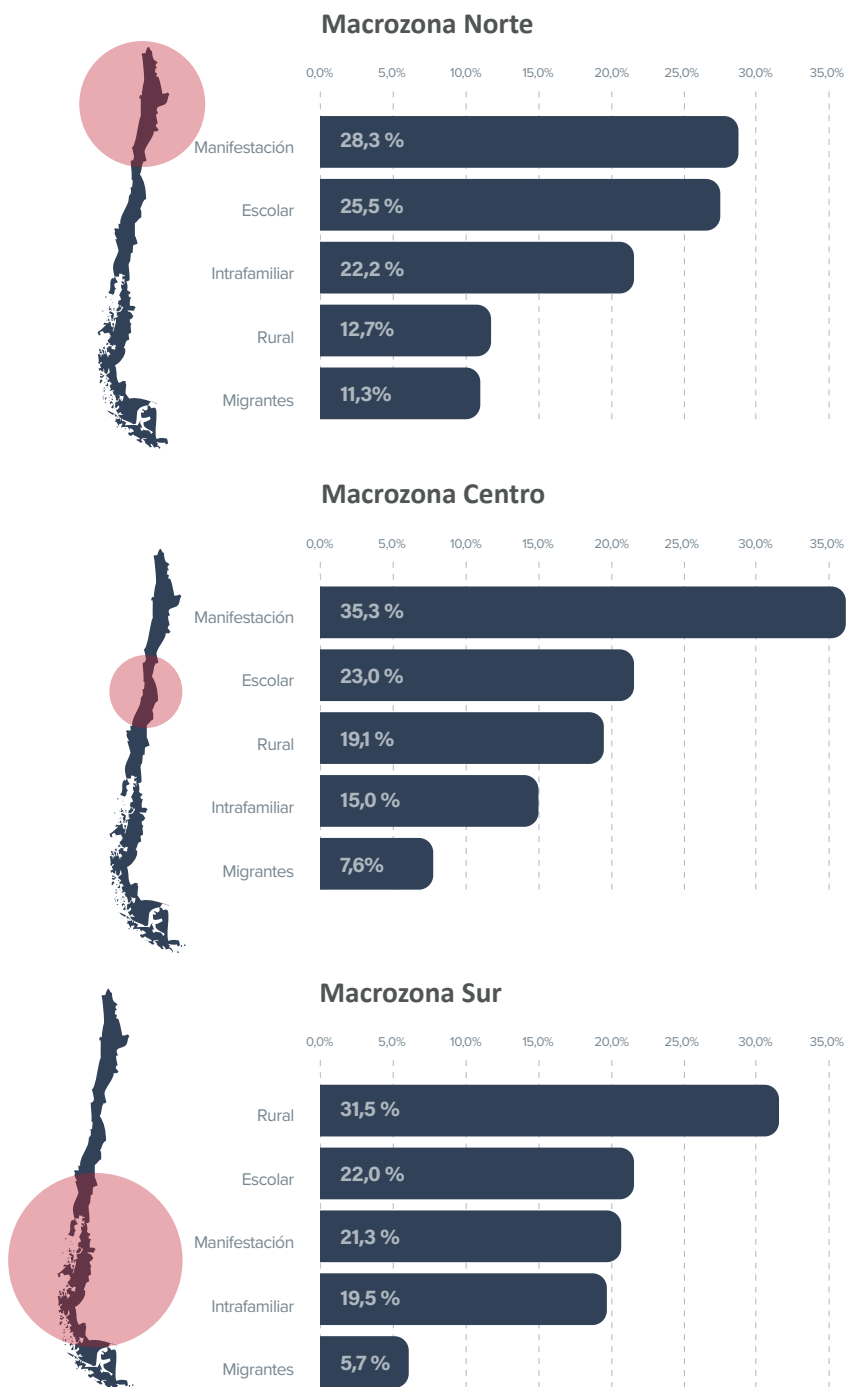 Macrozona Norte
0,0% 5,0% 10,0% 15,0% 20,0% 25,0% 30,0% 35,0%
Manifestación 28,3 %
Escolar 25,5 %
Intrafamiliar 22,2 %
Rural 12,7%
Migrantes 11,3%
Macrozona Centro
0,0% 5,0% 10,0% 15,0% 20,0% 25,0% 30,0% 35,0%
Manifestación 35,3 %
Escolar 23,0 %
Rural 19,1 %
Intrafamiliar 15,0 %
Migrantes 7,6%
Macrozona Sur
0,0% 5,0% 10,0% 15,0% 20,0% 25,0% 30,0% 35,0%
Rural 31,5 %
Escolar 22,0 %
Manifestación 21,3 %
Intrafamiliar 19,5 %
Migrantes 5,7 %